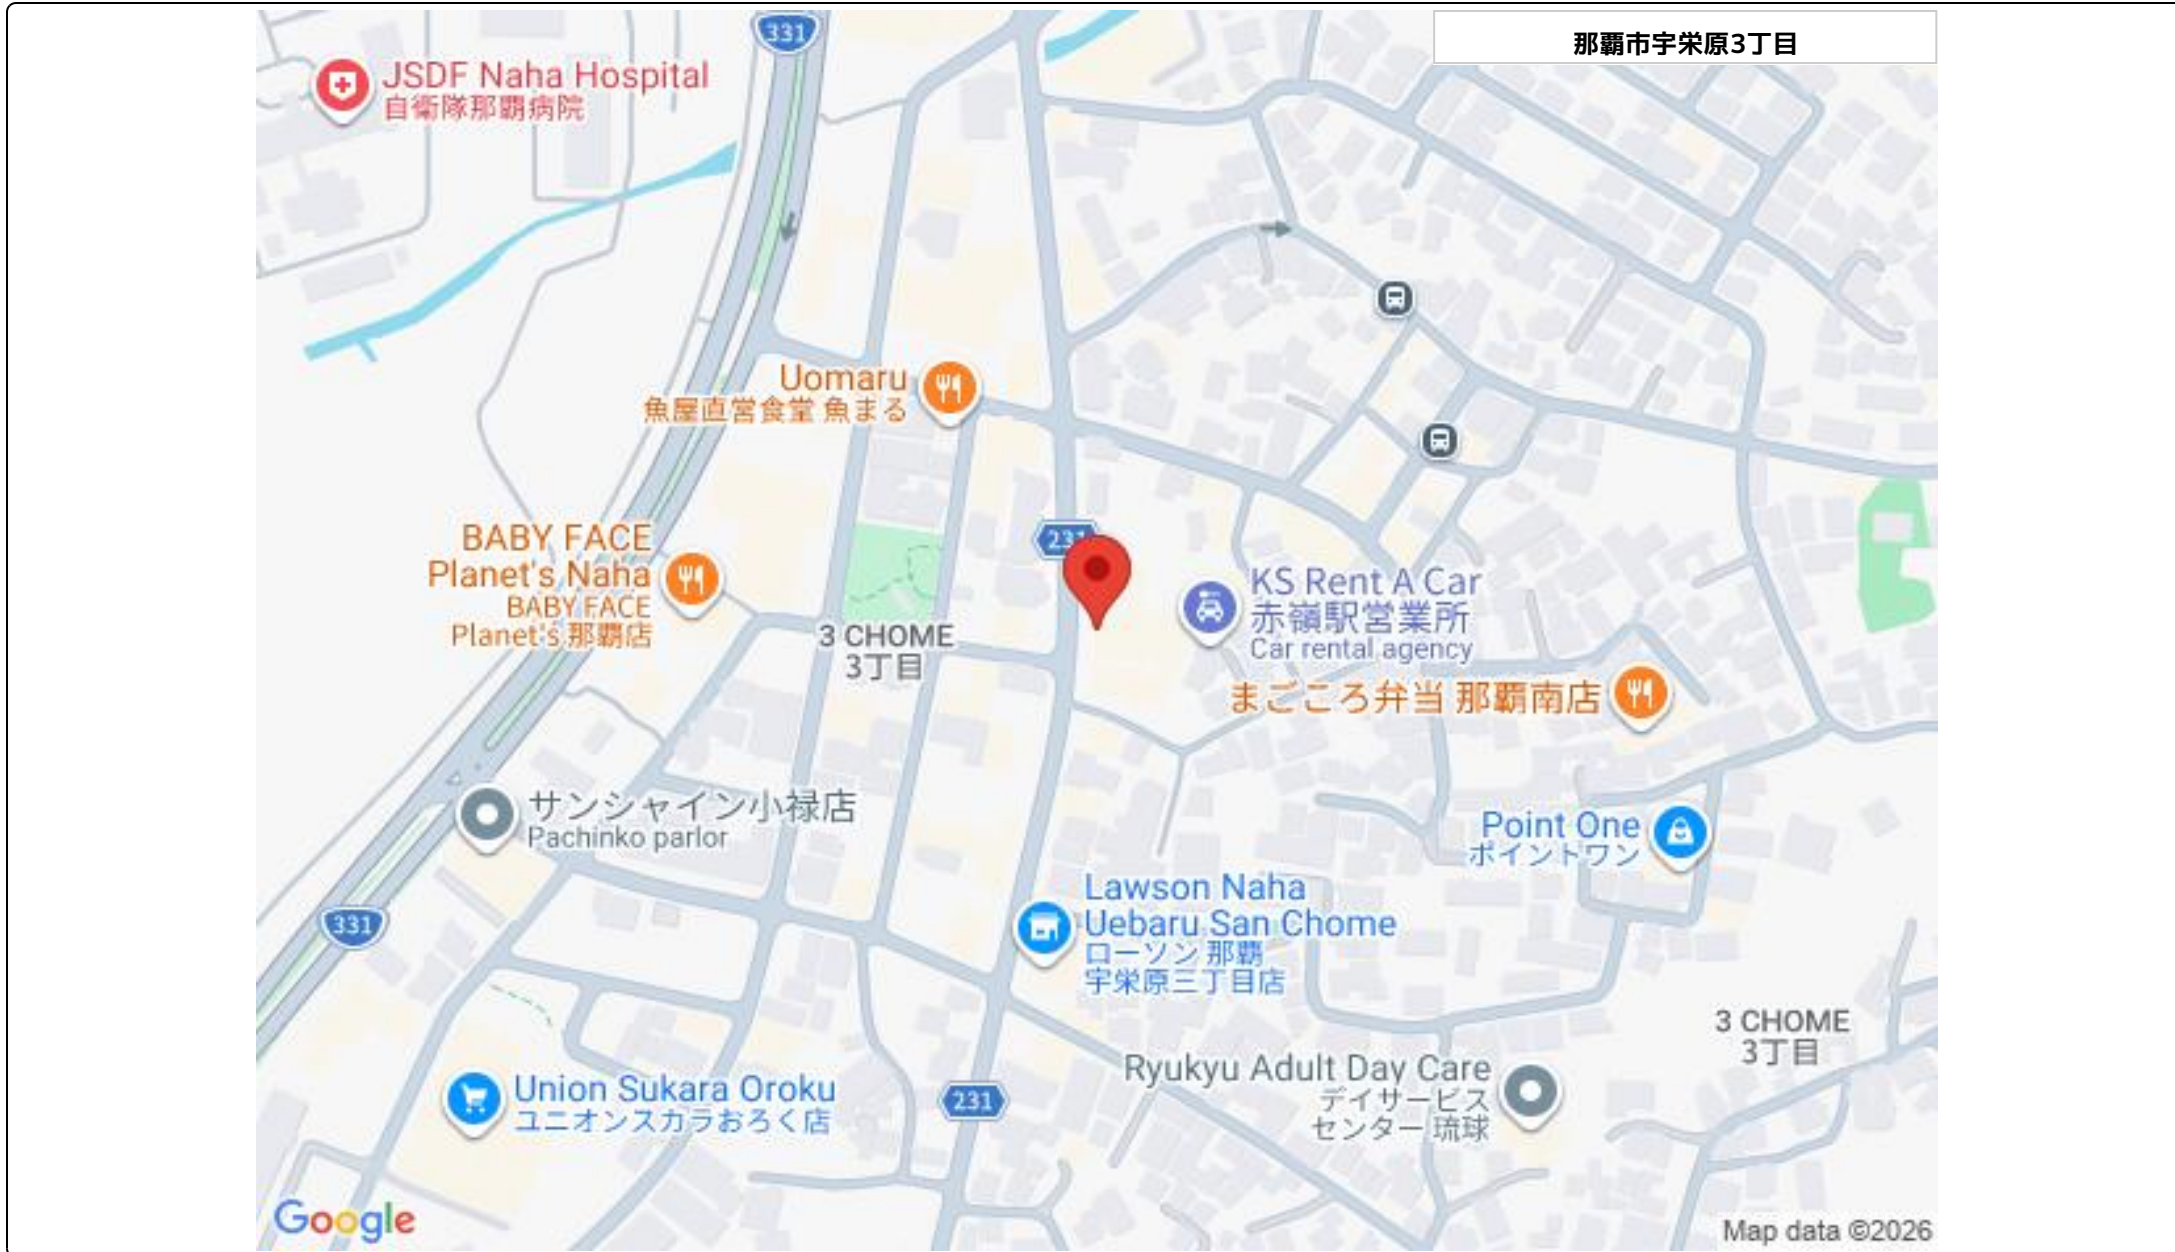 331
那覇市宇栄原3丁目
JSDF Naha Hospital
自衛隊那覇病院
Uomaru
魚屋直営食堂 魚まる
231
BABY FACE
Planet's Naha
BABY FACE
Planet's 那覇店
KS Rent A Car
赤嶺駅営業所
Car rental agency
3 CHOME
3丁目
まごころ弁当 那覇南店
サンシャイン小禄店
Pachinko parlor
Point One
ポイントワン
Lawson Naha
Uebaru San Chome
ローソン 那覇
宇栄原三丁目店
331
3 CHOME
3丁目
Ryukyu Adult Day Care
デイサービス
センター 琉球
Union Sukara Oroku
ユニオンスカラおろく店
231
Google
Map data ©2026